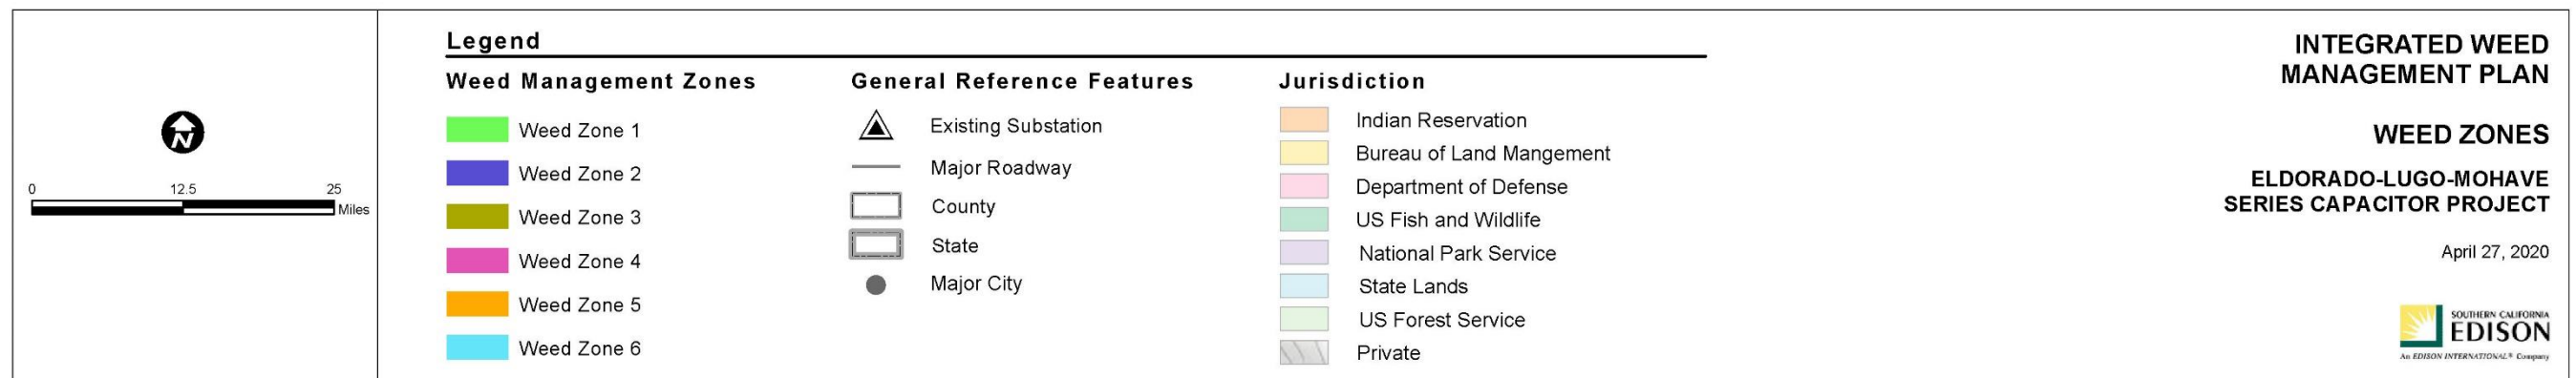 N
0 12.5 25
Miles
Legend
Weed Management Zones
Weed Zone 1
Weed Zone 2
Weed Zone 3
Weed Zone 4
Weed Zone 5
Weed Zone 6
General Reference Features
Existing Substation
Major Roadway
County
State
Major City
Jurisdiction
Indian Reservation
Bureau of Land Mangement
Department of Defense
US Fish and Wildlife
National Park Service
State Lands
US Forest Service
Private
INTEGRATED WEED
MANAGEMENT PLAN
WEED ZONES
ELDORADO-LUGO-MOHAVE
SERIES CAPACITOR PROJECT
April 27, 2020
SOUTHERN CALIFORNIA
EDISON
An EDISON INTERNATIONAL® Company